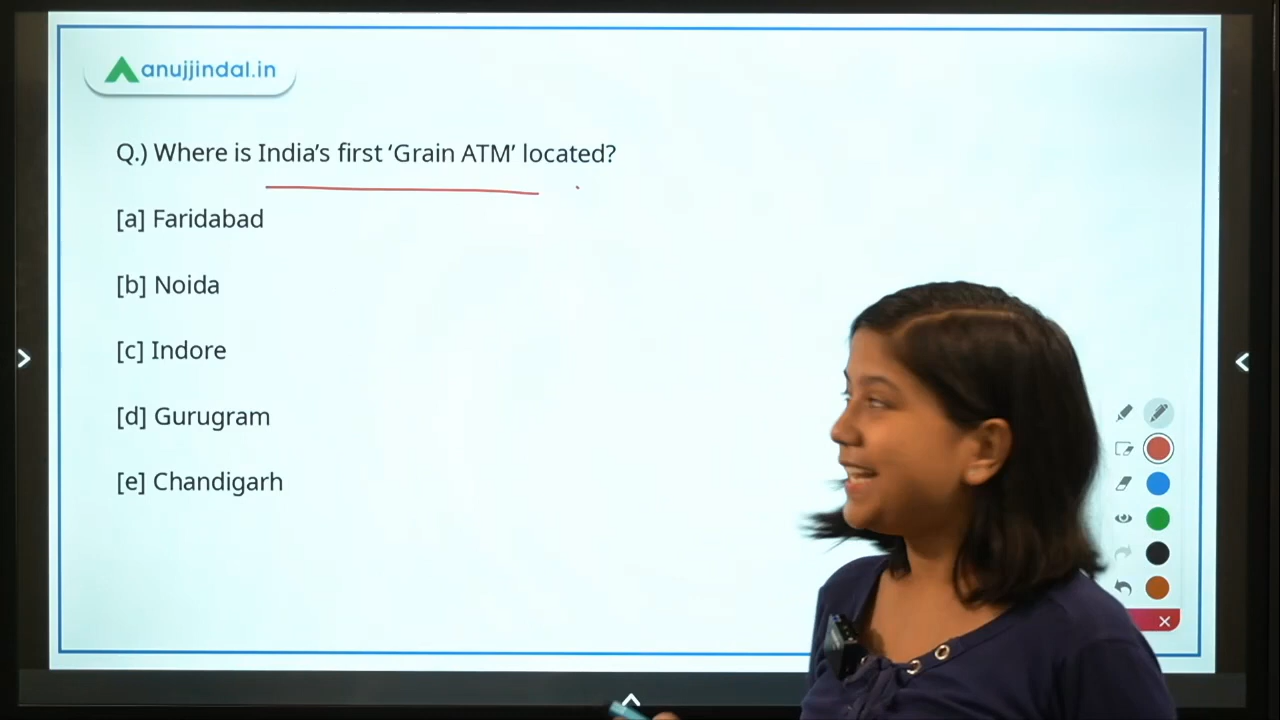 anujjindal.in
Q.) Where is India’s first ‘Grain ATM’ located?
[a] Faridabad
[b] Noida
[c] Indore
[d] Gurugram
[e] Chandigarh